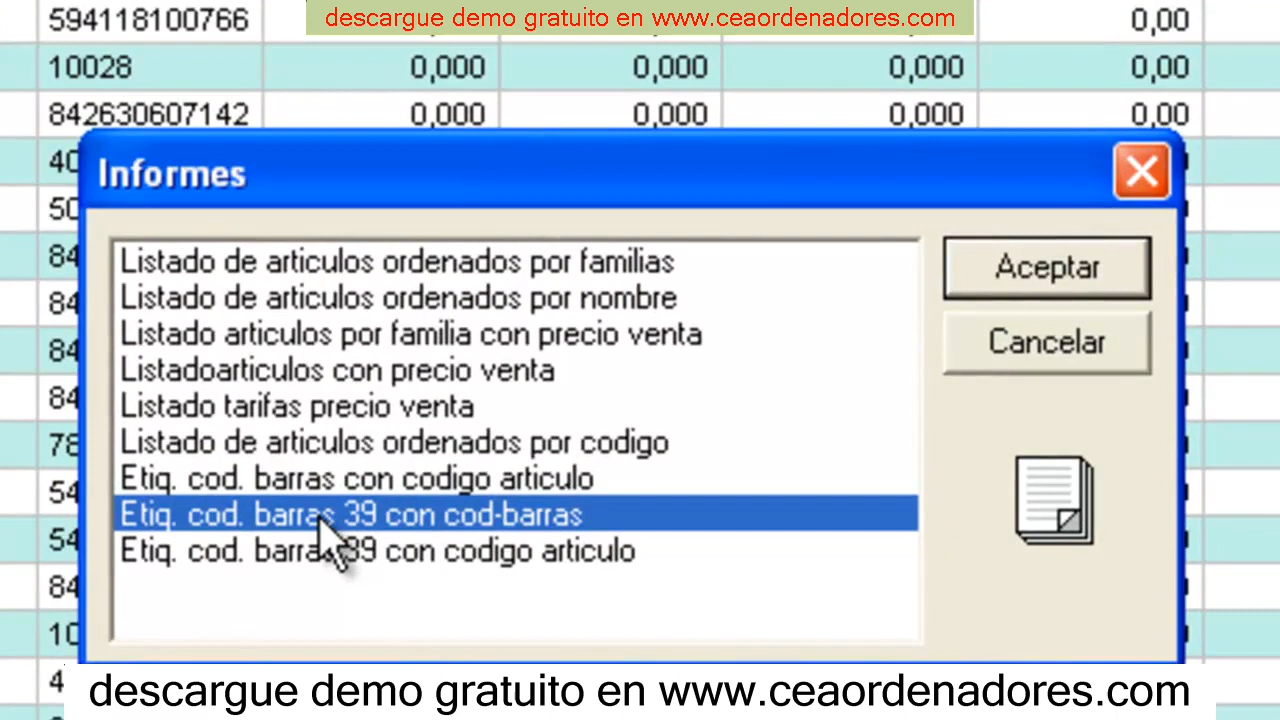 descargue demo gratuito en www.ceaordenadores.com
594118100766 0,00
10028 0,000 0,000 0,000 0,00
842630607142 0,000 0,000 0,000 0,00
Informes
Listado de articulos ordenados por familias
Listado de articulos ordenados por nombre
Listado articulos por familia con precio venta
Listadoarticulos con precio venta
Listado tarifas precio venta
Listado de articulos ordenados por codigo
Etiq. cod. barras con codigo articulo
Etiq. cod. barras 39 con cod-barras
Etiq. cod. barras 39 con codigo articulo
Aceptar
Cancelar
descargue demo gratuito en www.ceaordenadores.com